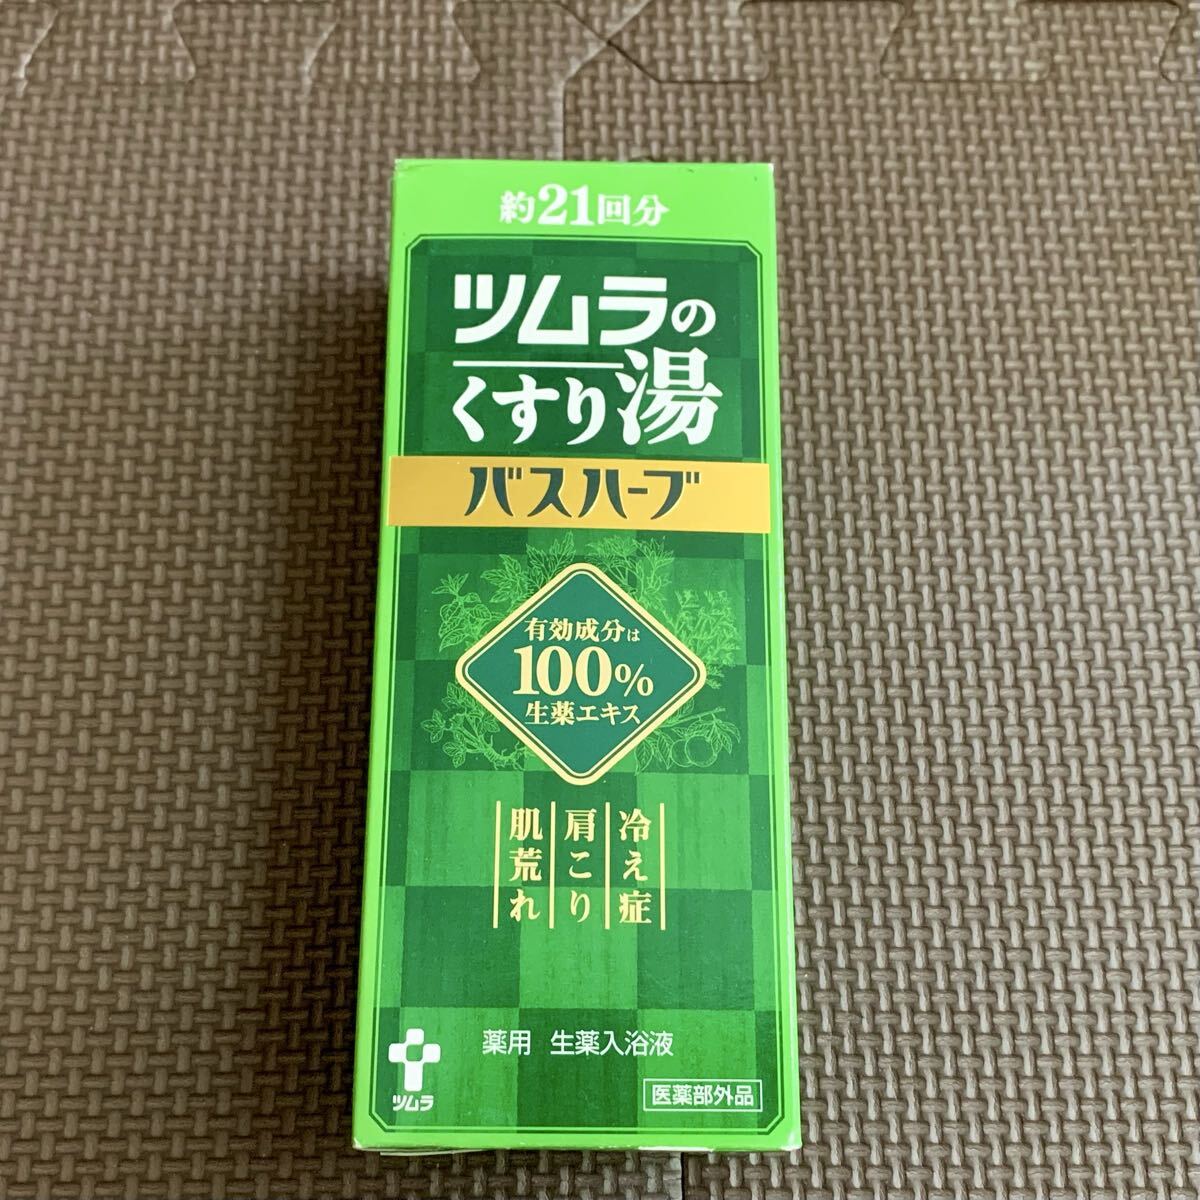 約21回分
ツムラの
くすり湯
バスハーブ
有効成分は
100%
生薬エキス
冷え症
肩こり
肌荒れ
薬用 生薬入浴液
ツムラ
医薬部外品